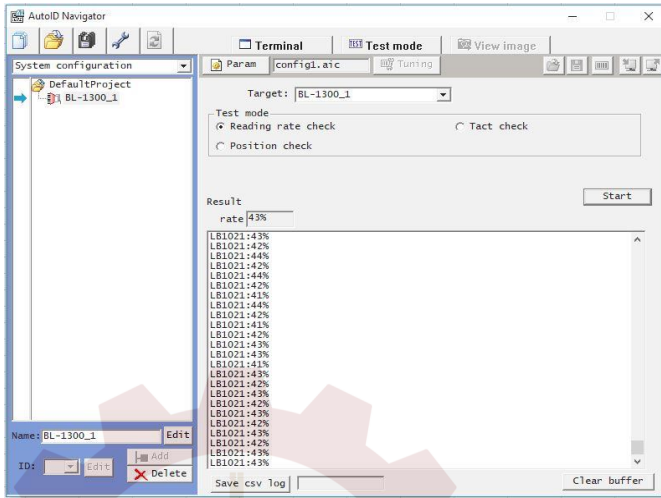 AutoID Navigator
Terminal
TEST Test mode
View image
System configuration
Param
config1.aic
Tuning
DefaultProject
BL-1300_1
Target: BL-1300_1
Test mode
Reading rate check
Tact check
Position check
Start
Result
rate 43%
LB1021:43%
LB1021:42%
LB1021:44%
LB1021:42%
LB1021:44%
LB1021:42%
LB1021:41%
LB1021:44%
LB1021:42%
LB1021:41%
LB1021:42%
LB1021:43%
LB1021:43%
LB1021:41%
LB1021:43%
LB1021:42%
LB1021:43%
LB1021:42%
LB1021:43%
LB1021:42%
LB1021:43%
LB1021:42%
LB1021:43%
LB1021:43%
Name: BL-1300_1 Edit
ID: Edit
Add
Delete
Save csv log
Clear buffer